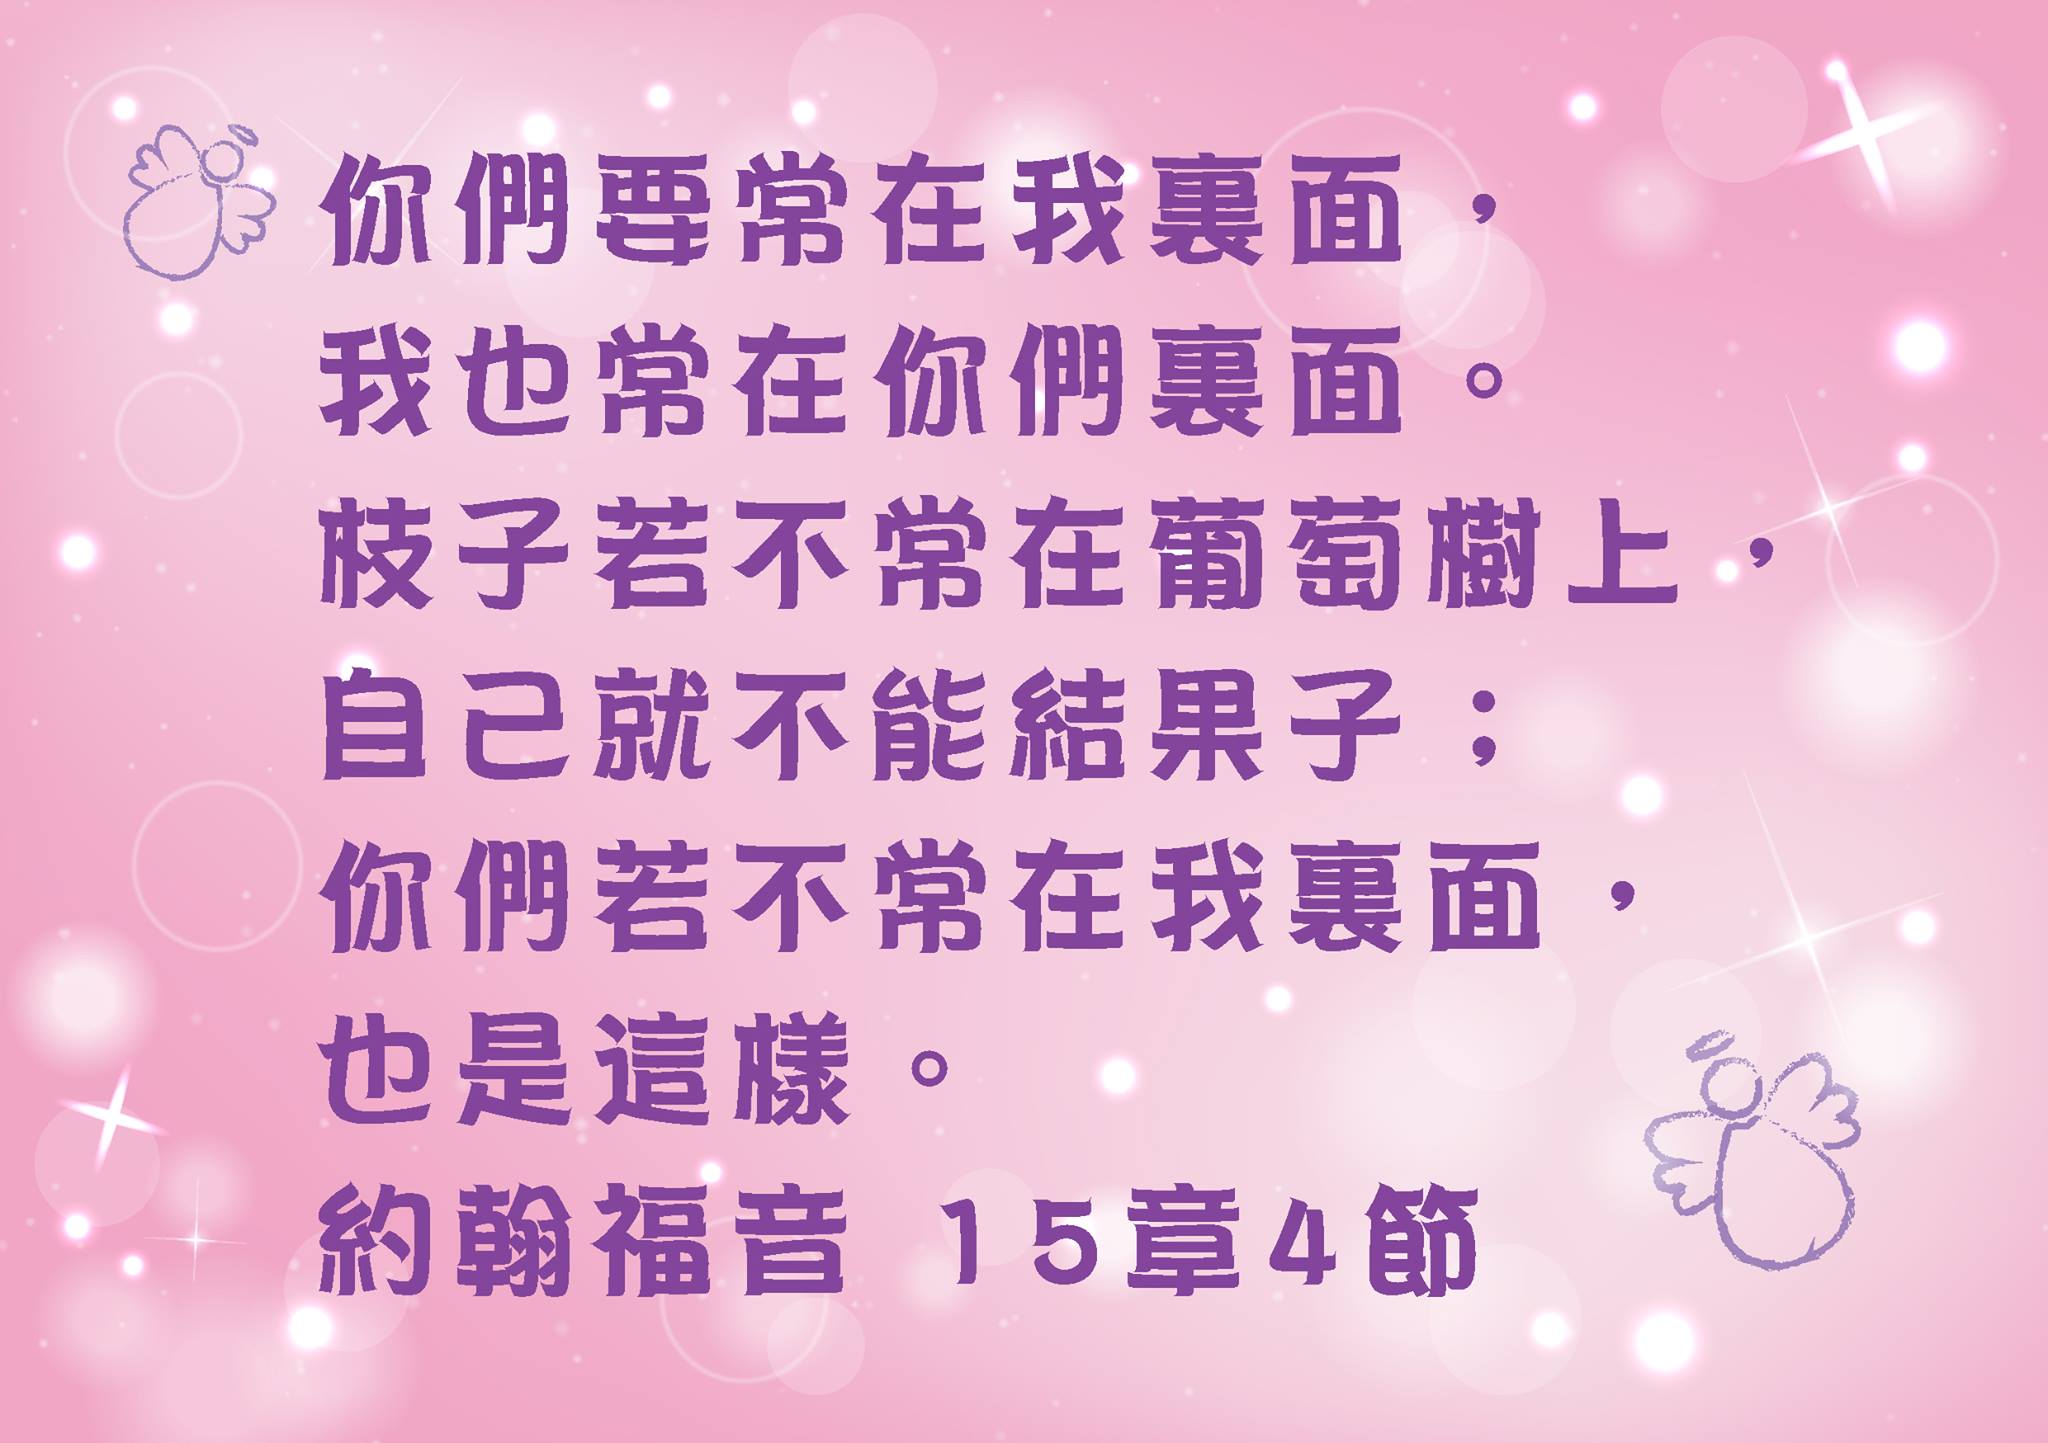 你們要常在我裏面，
我也常在你們裏面。
枝子若不常在葡萄樹上，
自己就不能結果子；
你們若不常在我裏面，
也是這樣。
約翰福音 15章4節